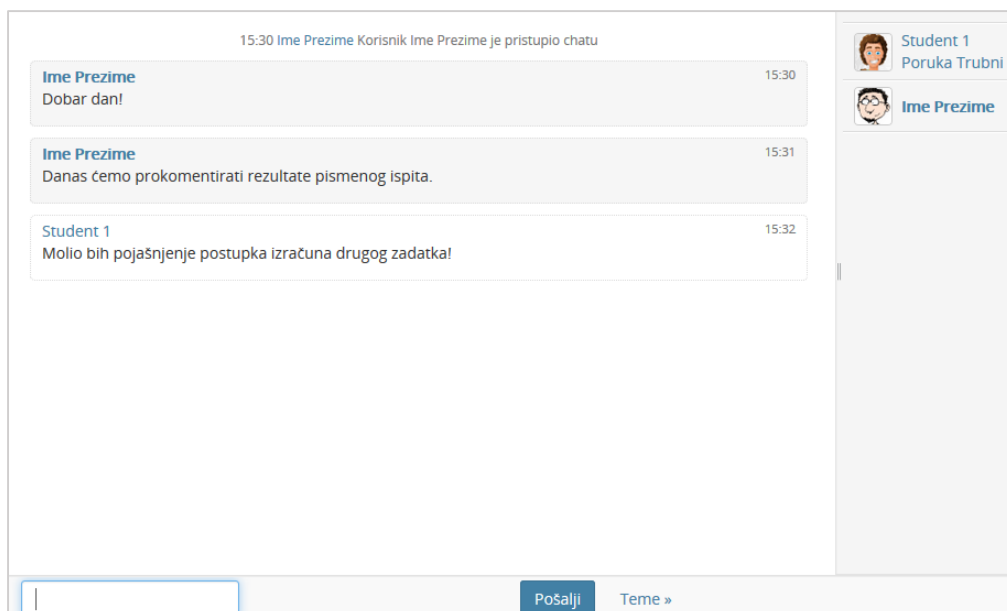 15:30 Ime Prezime Korisnik Ime Prezime je pristupio chatu
Ime Prezime 15:30
Dobar dan!
Ime Prezime 15:31
Danas ćemo prokomentirati rezultate pismenog ispita.
Student 1 15:32
Molio bih pojašnjenje postupka izračuna drugog zadatka!
Student 1
Poruka Trubni
Ime Prezime
Pošalji Teme »